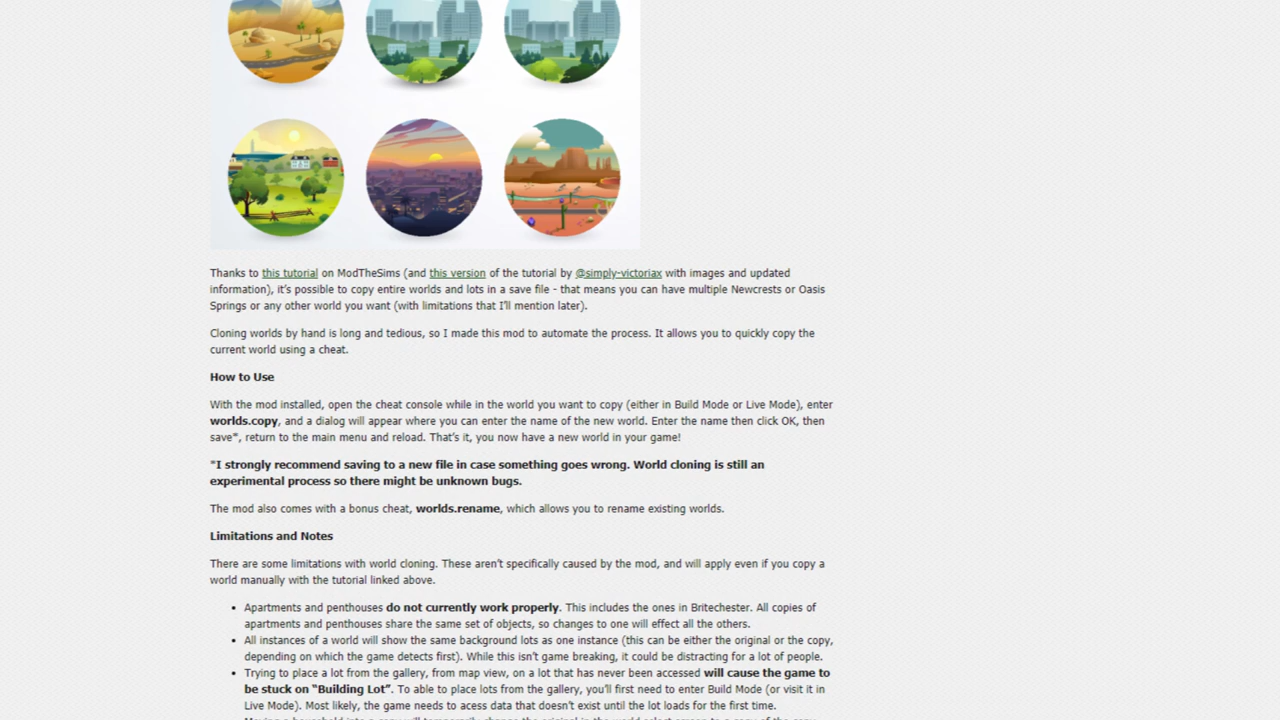 Thanks to this tutorial on ModTheSims (and this version of the tutorial by @simply-victoriax with images and updated
information), it's possible to copy entire worlds and lots in a save file - that means you can have multiple Newcrests or Oasis
Springs or any other world you want (with limitations that I'll mention later).
Cloning worlds by hand is long and tedious, so I made this mod to automate the process. It allows you to quickly copy the
current world using a cheat.
How to Use
With the mod installed, open the cheat console while in the world you want to copy (either in Build Mode or Live Mode), enter
worlds.copy, and a dialog will appear where you can enter the name of the new world. Enter the name then click OK, then
save*, return to the main menu and reload. That's it, you now have a new world in your game!
*I strongly recommend saving to a new file in case something goes wrong. World cloning is still an
experimental process so there might be unknown bugs.
The mod also comes with a bonus cheat, worlds.rename, which allows you to rename existing worlds.
Limitations and Notes
There are some limitations with world cloning. These aren't specifically caused by the mod, and will apply even if you copy a
world manually with the tutorial linked above.
• Apartments and penthouses do not currently work properly. This includes the ones in Britechester. All copies of
apartments and penthouses share the same set of objects, so changes to one will effect all the others.
• All instances of a world will show the same background lots as one instance (this can be either the original or the copy,
depending on which the game detects first). While this isn't game breaking, it could be distracting for a lot of people.
• Trying to place a lot from the gallery, from map view, on a lot that has never been accessed will cause the game to
be stuck on "Building Lot". To able to place lots from the gallery, you'll first need to enter Build Mode (or visit it in
Live Mode). Most likely, the game needs to acess data that doesn't exist until the lot loads for the first time.